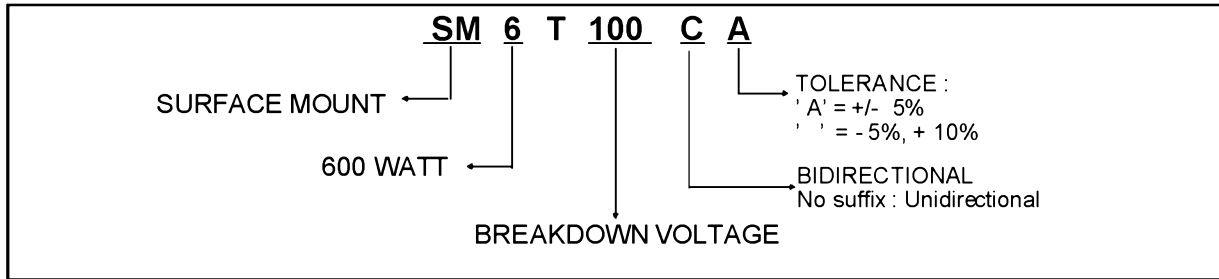 SM 6 T 100 C A
TOLERANCE :
' A' = +/- 5%
' ' = - 5%, + 10%
SURFACE MOUNT
600 WATT
BIDIRECTIONAL
No suffix : Unidirectional
BREAKDOWN VOLTAGE